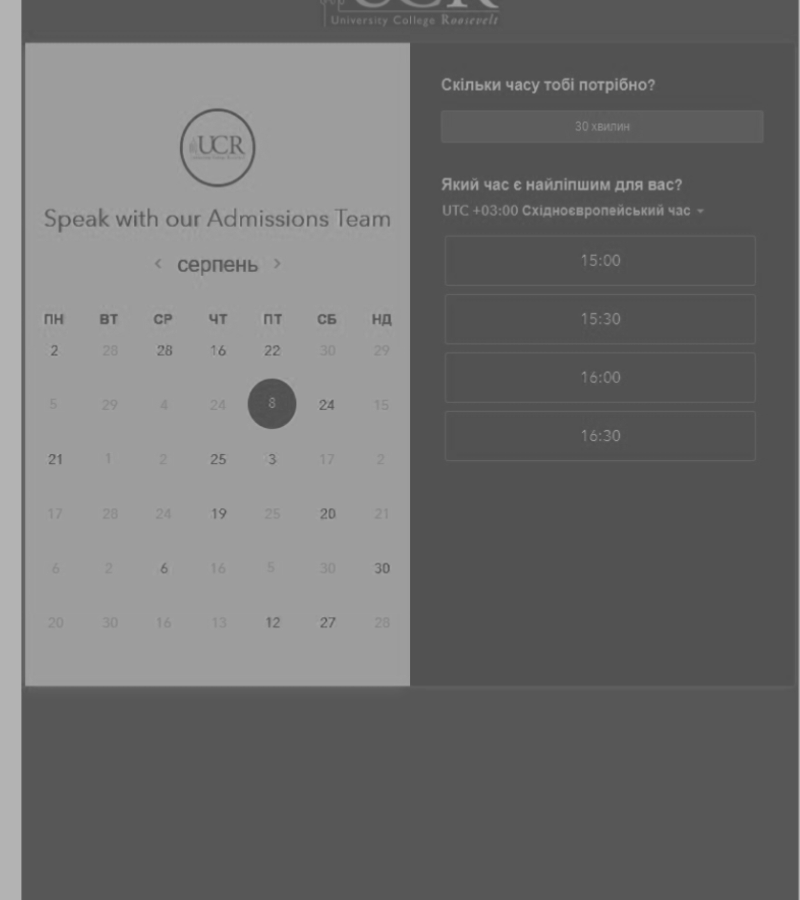 UCR
University College Roosevelt
UCR
Speak with our Admissions Team
< серпень >
ПН ВТ СР ЧТ ПТ СБ НД
2 28 28 16 22 30 29
5 29 4 24 8 24 15
21 1 2 25 3 17 2
17 28 24 19 25 20 21
6 2 6 16 5 30 30
20 30 16 13 12 27 28
Скільки часу тобі потрібно?
30 хвилин
Який час є найліпшим для вас?
UTC +03:00 Східноєвропейський час
15:00
15:30
16:00
16:30